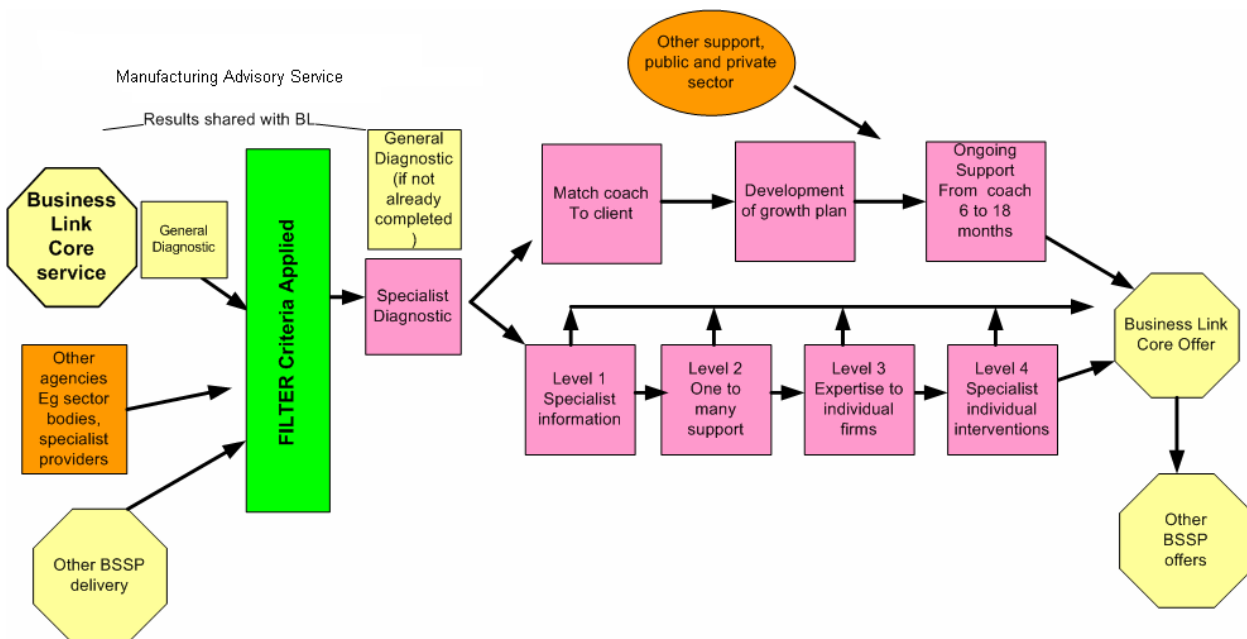 Manufacturing Advisory Service
Results shared with BL
Business
Link
Core
service
General
Diagnostic
Other
agencies
Eg sector
bodies,
specialist
providers
Other BSSP
delivery
FILTER Criteria Applied
General
Diagnostic
(if not
already
completed
)
Specialist
Diagnostic
Other support,
public and private
sector
Match coach
To client
Development
of growth plan
Ongoing
Support
From coach
6 to 18
months
Level 1
Specialist
information
Level 2
One to
many
support
Level 3
Expertise to
individual
firms
Level 4
Specialist
individual
interventions
Business Link
Core Offer
Other
BSSP
offers